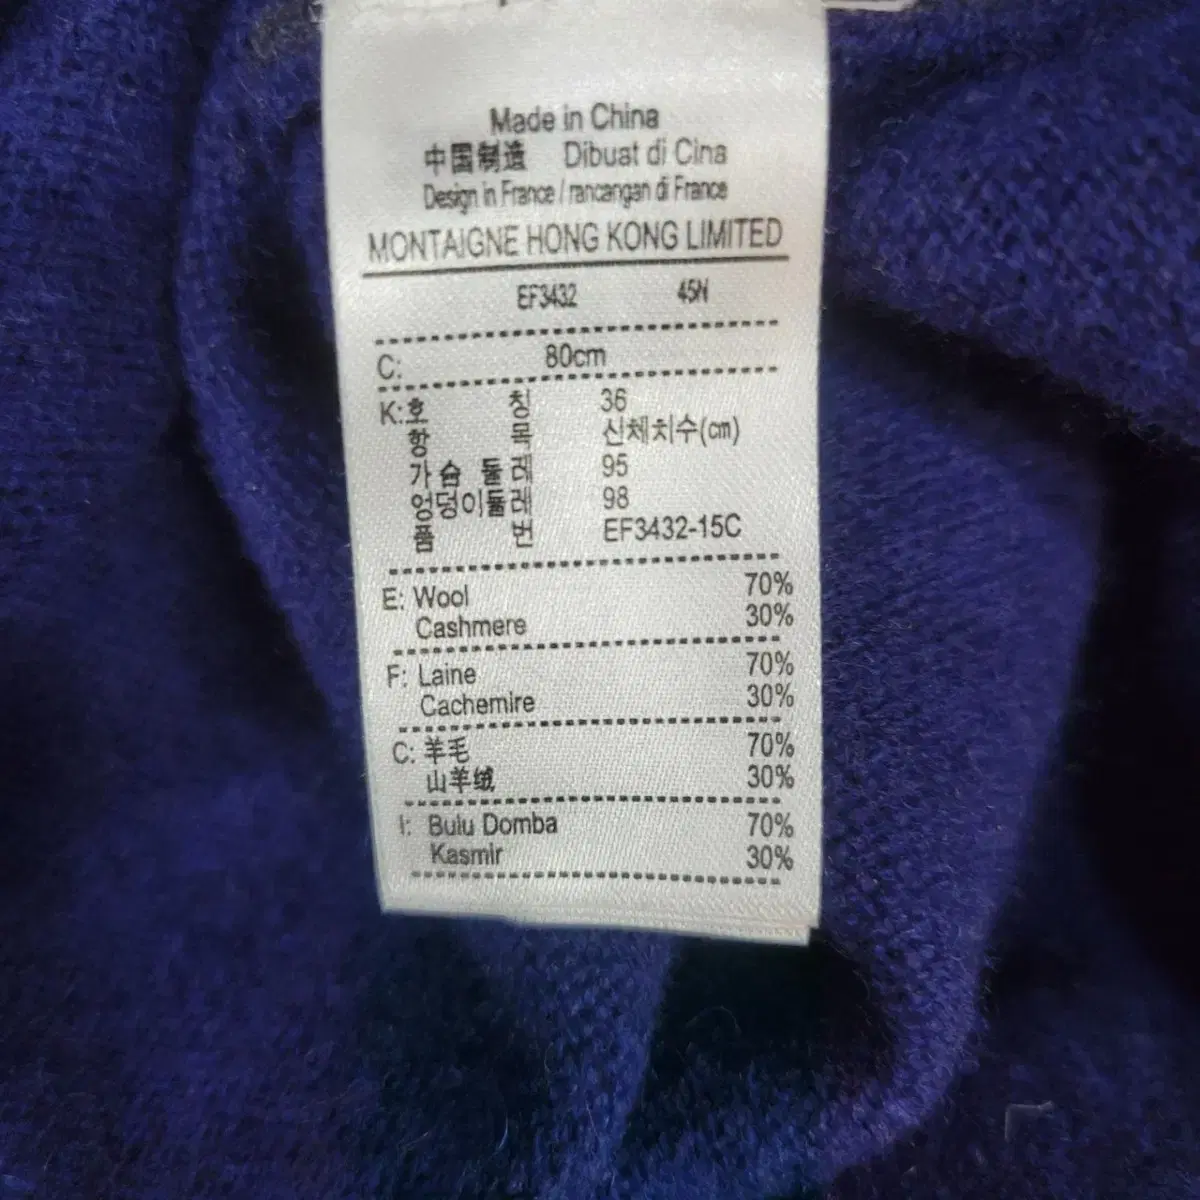 Made in China
中国制造 Dibuat di Cina
Design in France / rancangan di France
MONTAIGNE HONG KONG LIMITED
EF3432 45N
C: 80cm
K:호 칭 36
항 목 신체치수(cm)
가슴 둘레 95
엉덩이둘레 98
품 번 EF3432-15C
E: Wool 70%
Cashmere 30%
F: Laine 70%
Cachemire 30%
C: 羊毛 70%
山羊绒 30%
I: Bulu Domba 70%
Kasmir 30%